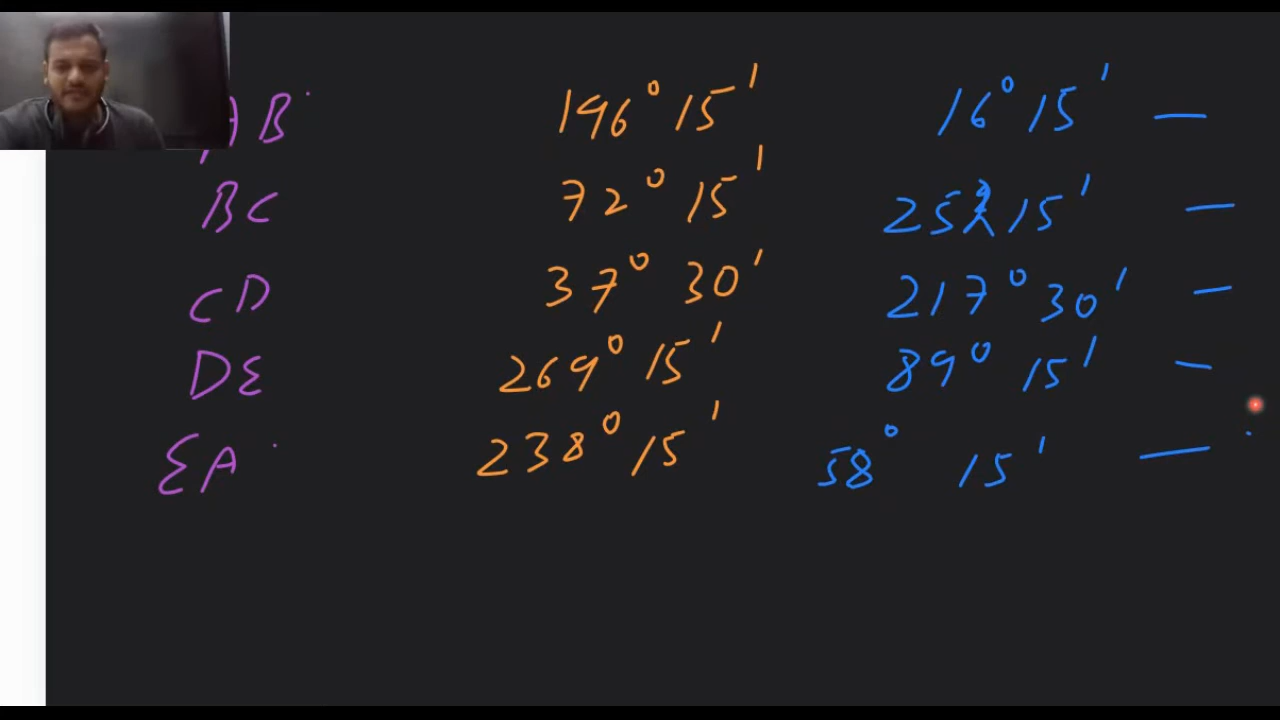 AB 196° 15' 16° 15' —
BC 72° 15' 252° 15' —
CD 37° 30' 217° 30' —
DE 269° 15' 89° 15' —
EA 238° 15' 58° 15' —